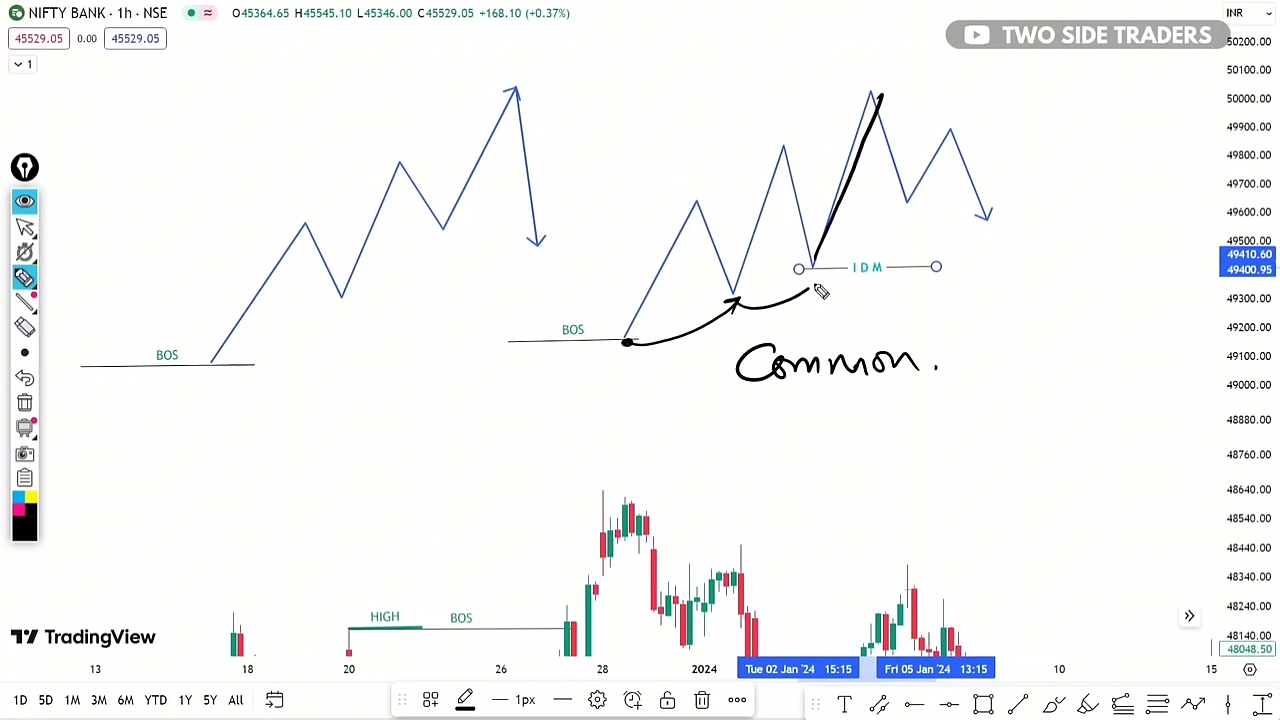 NIFTY BANK · 1h · NSE
O45364.65 H45545.10 L45346.00 C45529.05 +168.10 (+0.37%)
INR
45529.05 0.00 45529.05
1
TWO SIDE TRADERS
50200.00
50100.00
50000.00
49900.00
49800.00
49700.00
49600.00
49500.00
49410.60
49400.95
49300.00
49200.00
49100.00
49000.00
48880.00
48760.00
48640.00
48540.00
48440.00
48340.00
48240.00
48140.00
48048.50
IDM
BOS
BOS
Common.
HIGH BOS
TradingView
13 18 20 26 28 2024 Tue 02 Jan '24 15:15 Fri 05 Jan '24 13:15 10 15
1D 5D 1M 3M 6M YTD 1Y 5Y All
1px